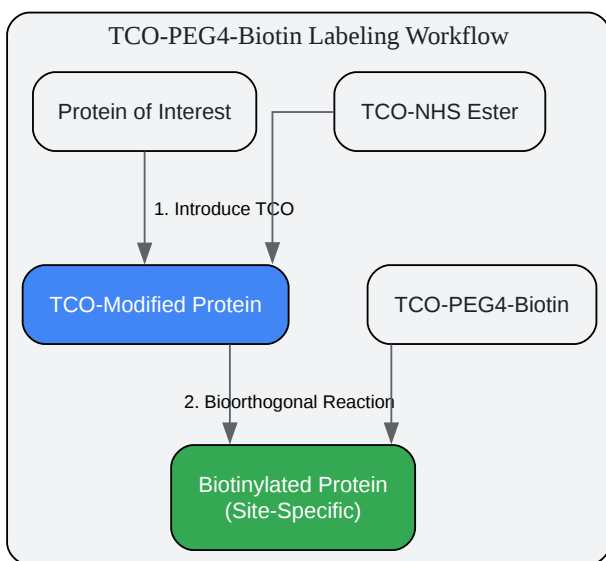 TCO-PEG4-Biotin Labeling Workflow
Protein of Interest
TCO-NHS Ester
1. Introduce TCO
TCO-Modified Protein
TCO-PEG4-Biotin
2. Bioorthogonal Reaction
Biotinylated Protein
(Site-Specific)